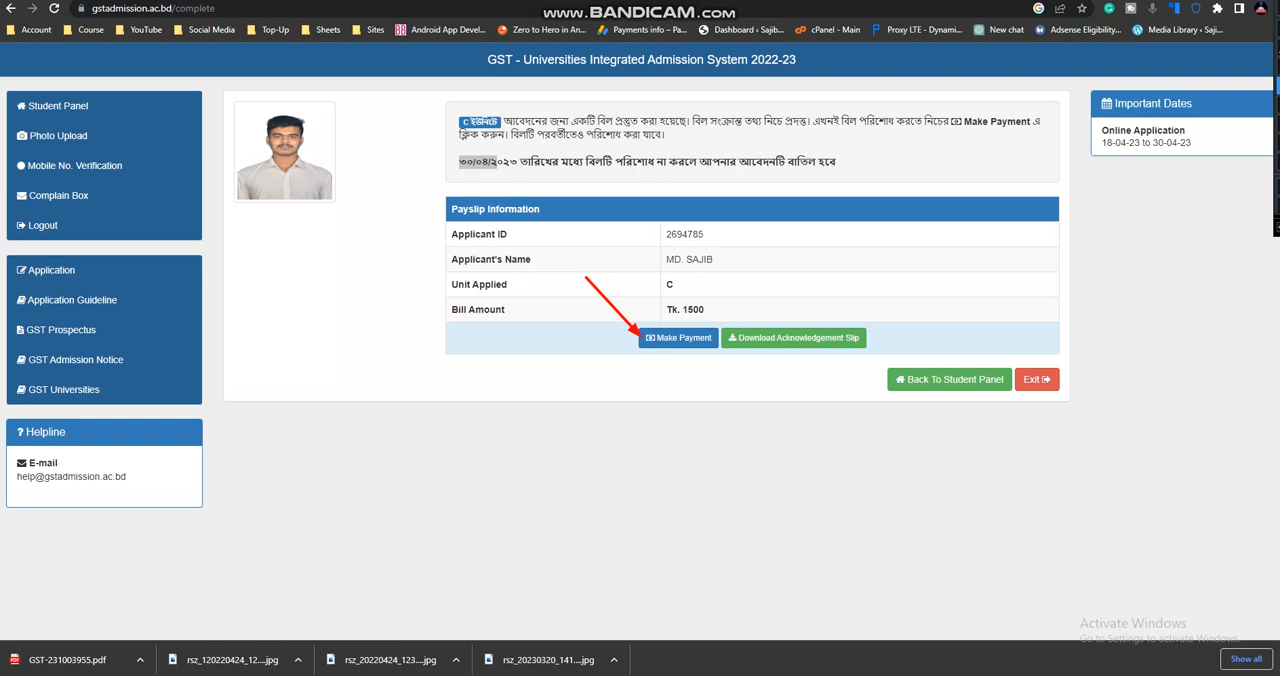 gstadmission.ac.bd/complete
www.BANDICAM.com
Account
Course
YouTube
Social Media
Top-Up
Sheets
Sites
Android App Devel...
Zero to Hero in An...
Payments info – Pa...
Dashboard ‹ Sajib...
cPanel - Main
Proxy LTE - Dynami...
New chat
Adsense Eligibility...
Media Library ‹ Saji...
GST - Universities Integrated Admission System 2022-23
Student Panel
Photo Upload
Mobile No. Verification
Complain Box
Logout
Application
Application Guideline
GST Prospectus
GST Admission Notice
GST Universities
? Helpline
E-mail
help@gstadmission.ac.bd
C ইউনিটে আবেদনের জন্য একটি বিল প্রস্তুত করা হয়েছে। বিল সংক্রান্ত তথ্য নিচে প্রদত্ত। এখনই বিল পরিশোধ করতে নিচের Make Payment এ
ক্লিক করুন। বিলটি পরবর্তীতেও পরিশোধ করা যাবে।
৩০/০৪/২০২৩ তারিখের মধ্যে বিলটি পরিশোধ না করলে আপনার আবেদনটি বাতিল হবে
Payslip Information
Applicant ID 2694785
Applicant's Name MD. SAJIB
Unit Applied C
Bill Amount Tk. 1500
Make Payment
Download Acknowledgement Slip
Back To Student Panel
Exit
Important Dates
Online Application
18-04-23 to 30-04-23
Activate Windows
Go to Settings to activate Windows.
GST-231003955.pdf
rsz_120220424_12....jpg
rsz_20220424_123....jpg
rsz_20230320_141....jpg
Show all